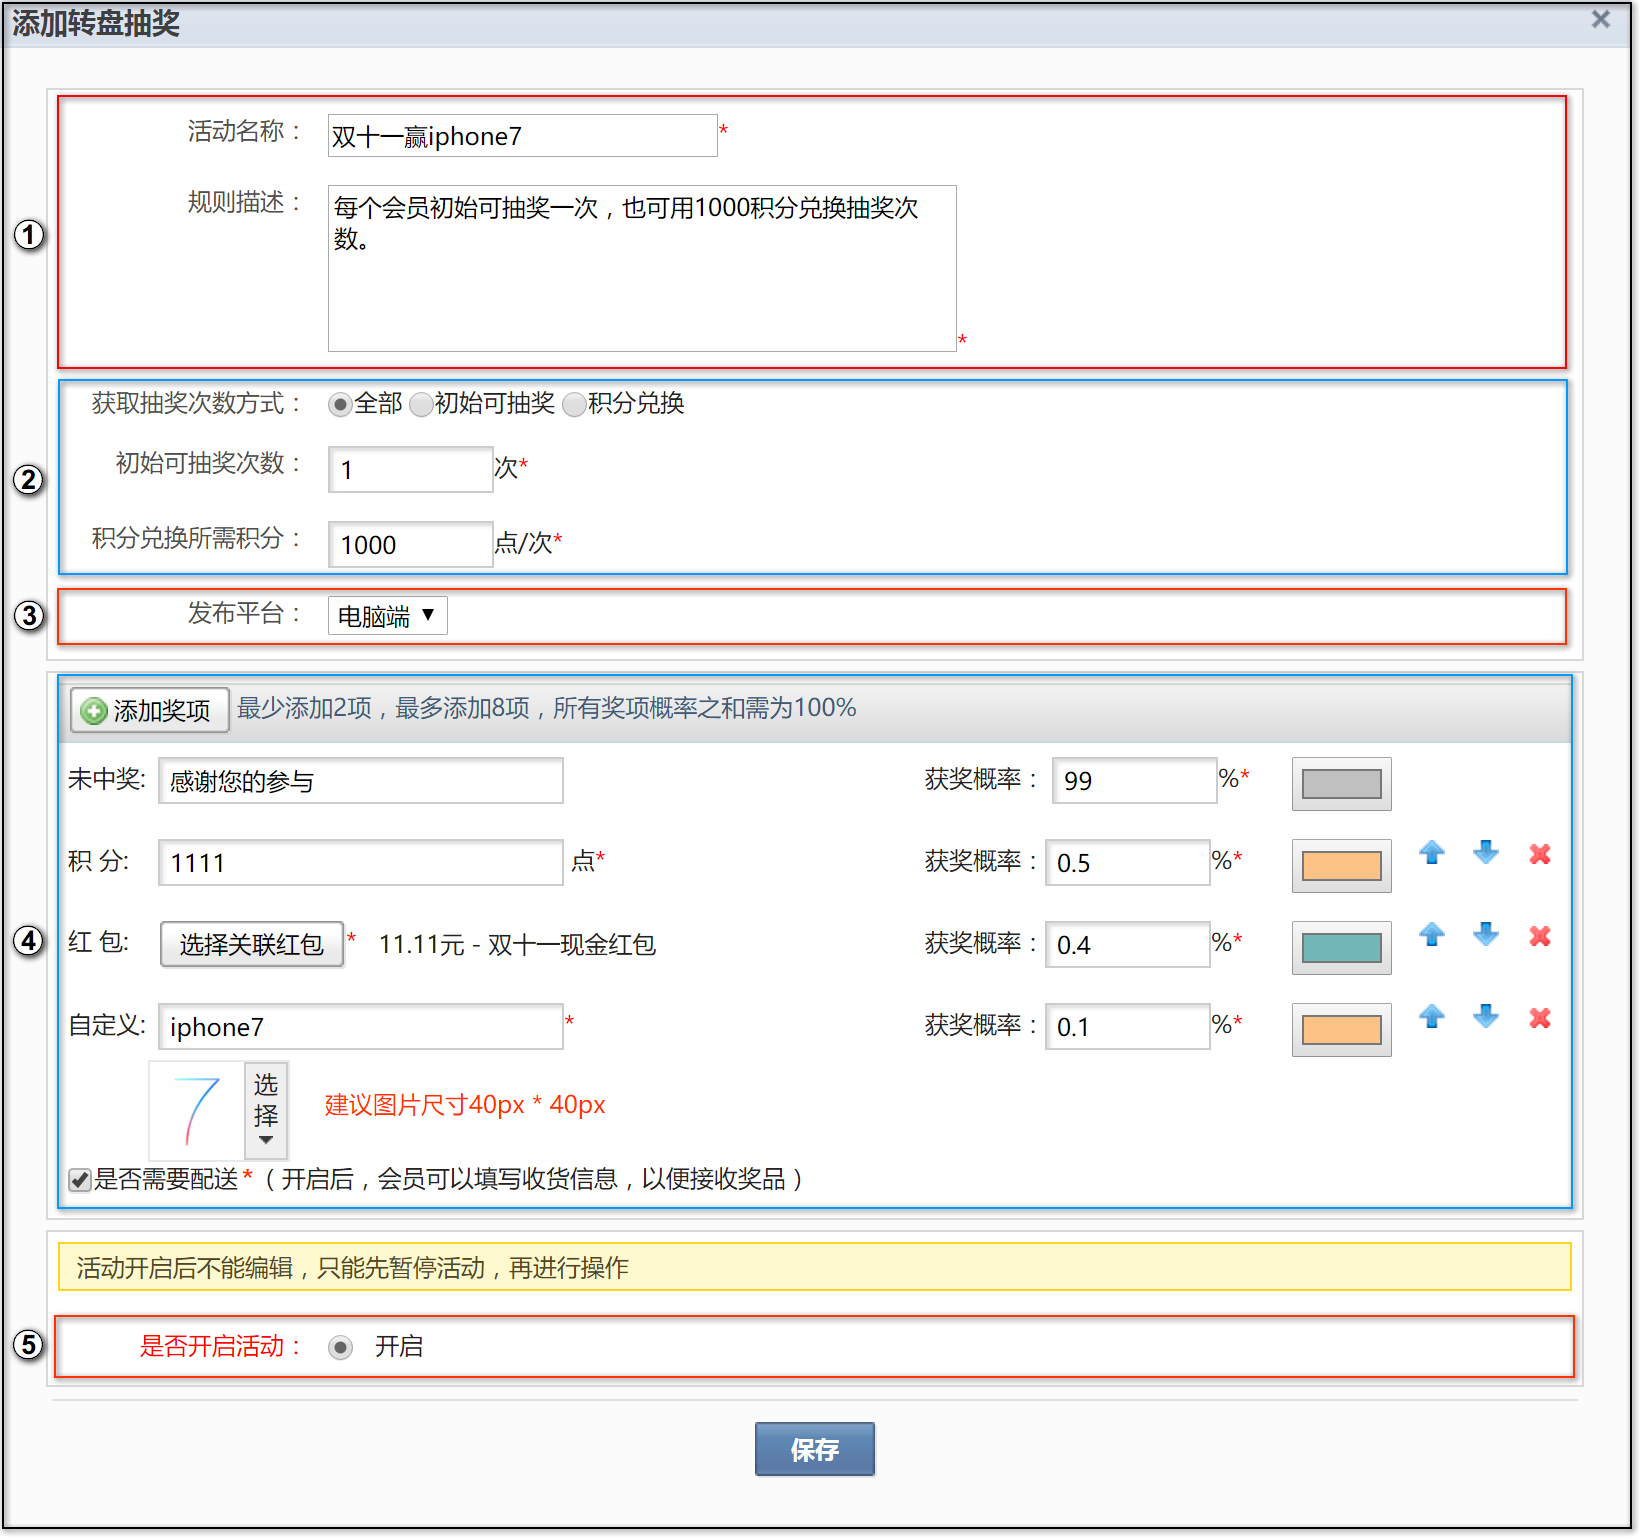 添加转盘抽奖
活动名称： 双十一赢iphone7 *
规则描述： 每个会员初始可抽奖一次，也可用1000积分兑换抽奖次
数。
*
①
获取抽奖次数方式： 全部 初始可抽奖 积分兑换
初始可抽奖次数： 1 次*
②
积分兑换所需积分： 1000 点/次*
③ 发布平台： 电脑端
添加奖项 最少添加2项，最多添加8项，所有奖项概率之和需为100%
未中奖: 感谢您的参与 获奖概率： 99 %*
积 分: 1111 点* 获奖概率： 0.5 %*
④ 红 包: 选择关联红包 * 11.11元 - 双十一现金红包 获奖概率： 0.4 %*
自定义: iphone7 * 获奖概率： 0.1 %*
7 选择 建议图片尺寸40px * 40px
是否需要配送*（开启后，会员可以填写收货信息，以便接收奖品）
活动开启后不能编辑，只能先暂停活动，再进行操作
⑤ 是否开启活动： 开启
保存